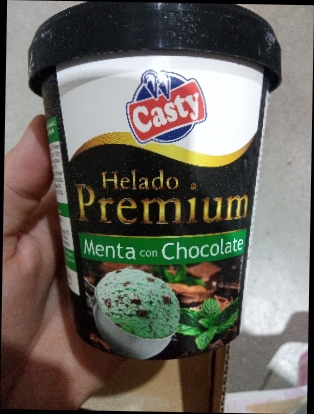 Casty
Helado
Premium
Menta con Chocolate